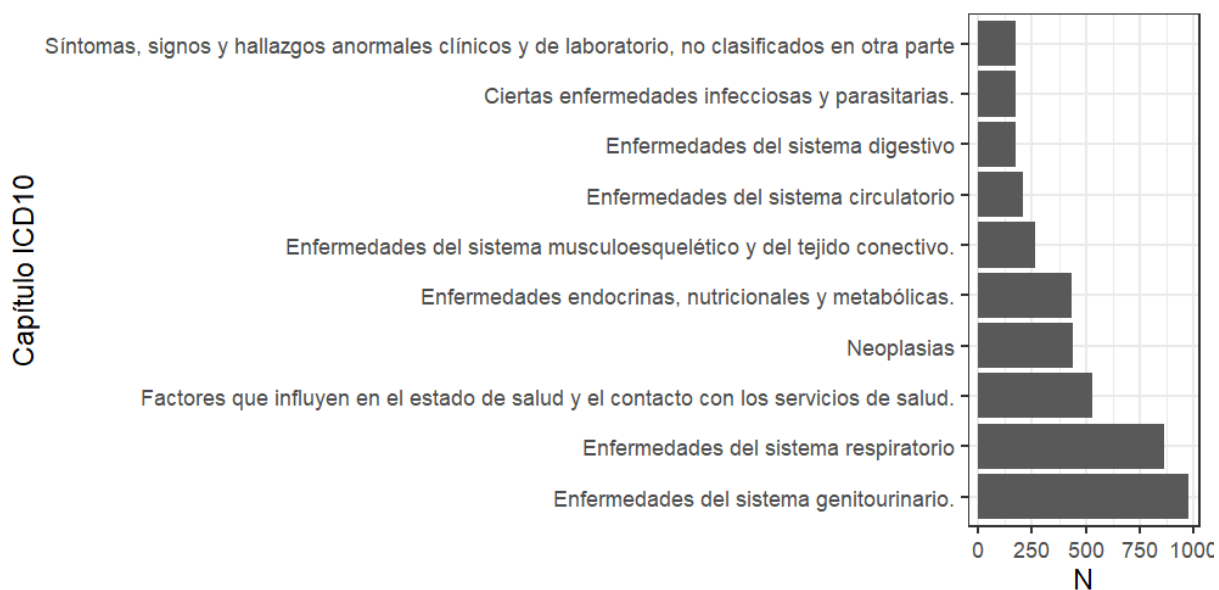 Síntomas, signos y hallazgos anormales clínicos y de laboratorio, no clasificados en otra parte
Ciertas enfermedades infecciosas y parasitarias.
Enfermedades del sistema digestivo
Enfermedades del sistema circulatorio
Enfermedades del sistema musculoesquelético y del tejido conectivo.
Enfermedades endocrinas, nutricionales y metabólicas.
Neoplasias
Factores que influyen en el estado de salud y el contacto con los servicios de salud.
Enfermedades del sistema respiratorio
Enfermedades del sistema genitourinario.
Capítulo ICD10
0 250 500 750 1000
N